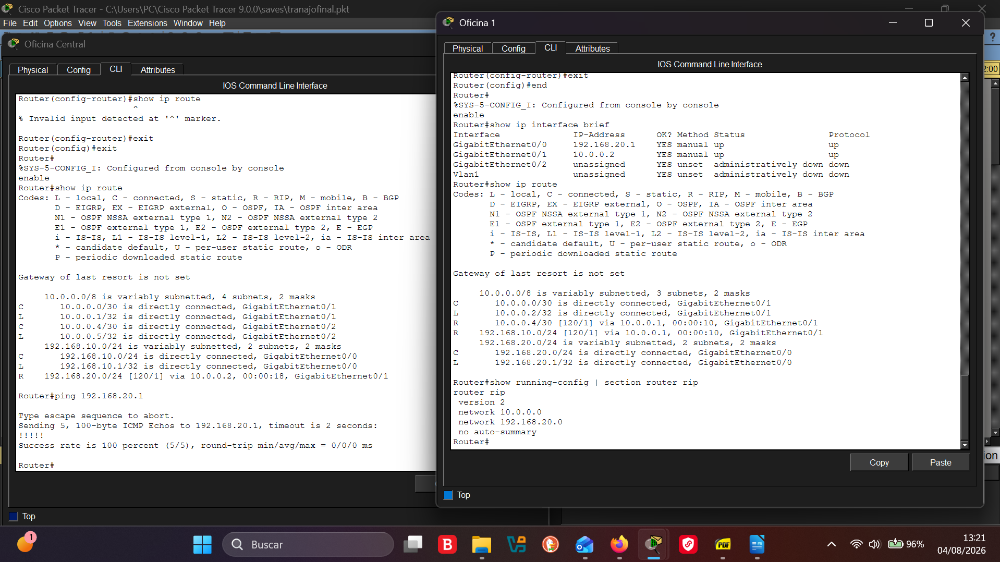 Cisco Packet Tracer - C:\Users\PC\Cisco Packet Tracer 9.0.0\saves\tranajofinal.pkt
File Edit Options View Tools Extensions Window Help
Oficina Central
Physical Config CLI Attributes
IOS Command Line Interface
Router(config-router)#show ip route
^
% Invalid input detected at '^' marker.
Router(config-router)#exit
Router(config)#exit
Router#
%SYS-5-CONFIG_I: Configured from console by console
enable
Router#show ip route
Codes: L - local, C - connected, S - static, R - RIP, M - mobile, B - BGP
D - EIGRP, EX - EIGRP external, O - OSPF, IA - OSPF inter area
N1 - OSPF NSSA external type 1, N2 - OSPF NSSA external type 2
E1 - OSPF external type 1, E2 - OSPF external type 2, E - EGP
i - IS-IS, L1 - IS-IS level-1, L2 - IS-IS level-2, ia - IS-IS inter area
* - candidate default, U - per-user static route, o - ODR
P - periodic downloaded static route
Gateway of last resort is not set
10.0.0.0/8 is variably subnetted, 4 subnets, 2 masks
C 10.0.0.0/30 is directly connected, GigabitEthernet0/1
L 10.0.0.1/32 is directly connected, GigabitEthernet0/1
C 10.0.0.4/30 is directly connected, GigabitEthernet0/2
L 10.0.0.5/32 is directly connected, GigabitEthernet0/2
192.168.10.0/24 is variably subnetted, 2 subnets, 2 masks
C 192.168.10.0/24 is directly connected, GigabitEthernet0/0
L 192.168.10.1/32 is directly connected, GigabitEthernet0/0
R 192.168.20.0/24 [120/1] via 10.0.0.2, 00:00:18, GigabitEthernet0/1
Router#ping 192.168.20.1
Type escape sequence to abort.
Sending 5, 100-byte ICMP Echos to 192.168.20.1, timeout is 2 seconds:
!!!!!
Success rate is 100 percent (5/5), round-trip min/avg/max = 0/0/0 ms
Router#
Top
Oficina 1
Physical Config CLI Attributes
IOS Command Line Interface
Router(config-router)#exit
Router(config)#end
Router#
%SYS-5-CONFIG_I: Configured from console by console
enable
Router#show ip interface brief
Interface IP-Address OK? Method Status Protocol
GigabitEthernet0/0 192.168.20.1 YES manual up up
GigabitEthernet0/1 10.0.0.2 YES manual up up
GigabitEthernet0/2 unassigned YES unset administratively down down
Vlan1 unassigned YES unset administratively down down
Router#show ip route
Codes: L - local, C - connected, S - static, R - RIP, M - mobile, B - BGP
D - EIGRP, EX - EIGRP external, O - OSPF, IA - OSPF inter area
N1 - OSPF NSSA external type 1, N2 - OSPF NSSA external type 2
E1 - OSPF external type 1, E2 - OSPF external type 2, E - EGP
i - IS-IS, L1 - IS-IS level-1, L2 - IS-IS level-2, ia - IS-IS inter area
* - candidate default, U - per-user static route, o - ODR
P - periodic downloaded static route
Gateway of last resort is not set
10.0.0.0/8 is variably subnetted, 3 subnets, 2 masks
C 10.0.0.0/30 is directly connected, GigabitEthernet0/1
L 10.0.0.2/32 is directly connected, GigabitEthernet0/1
R 10.0.0.4/30 [120/1] via 10.0.0.1, 00:00:10, GigabitEthernet0/1
R 192.168.10.0/24 [120/1] via 10.0.0.1, 00:00:10, GigabitEthernet0/1
192.168.20.0/24 is variably subnetted, 2 subnets, 2 masks
C 192.168.20.0/24 is directly connected, GigabitEthernet0/0
L 192.168.20.1/32 is directly connected, GigabitEthernet0/0
Router#show running-config | section router rip
router rip
version 2
network 10.0.0.0
network 192.168.20.0
no auto-summary
Router#
Copy Paste
Top
?
2:00
ion
1
Buscar
B
PDF
96%
13:21
04/08/2026